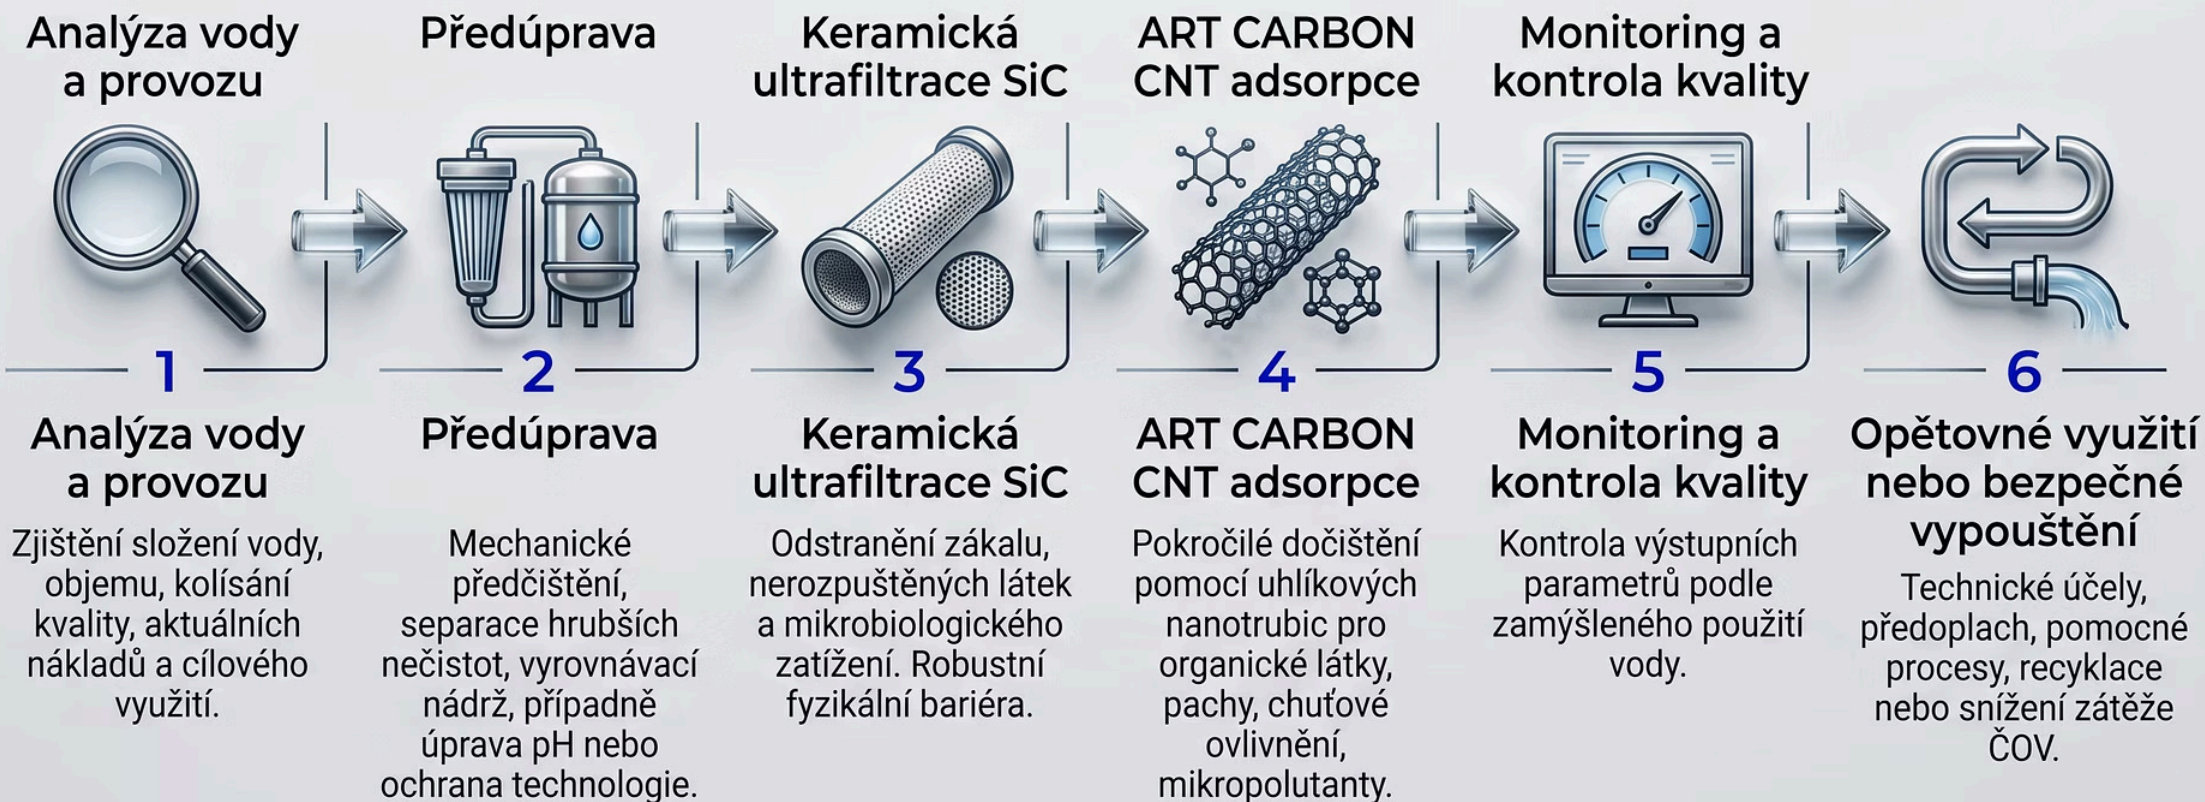 Analýza vody
a provozu
Předúprava
Keramická
ultrafiltrace SiC
ART CARBON
CNT adsorpce
Monitoring a
kontrola kvality
1
Analýza vody
a provozu
Zjištění složení vody,
objemu, kolísání
kvality, aktuálních
nákladů a cílového
využití.
2
Předúprava
Mechanické
předčištění,
separace hrubších
nečistot, vyrovnávací
nádrž, případně
úprava pH nebo
ochrana technologie.
3
Keramická
ultrafiltrace SiC
Odstranění zákalu,
nerozpuštěných látek
a mikrobiologického
zatížení. Robustní
fyzikální bariéra.
4
ART CARBON
CNT adsorpce
Pokročilé dočištění
pomocí uhlíkových
nanotrubic pro
organické látky,
pachy, chuťové
ovlivnění,
mikropolutanty.
5
Monitoring a
kontrola kvality
Kontrola výstupních
parametrů podle
zamýšleného použití
vody.
6
Opětovné využití
nebo bezpečné
vypouštění
Technické účely,
předoplach, pomocné
procesy, recyklace
nebo snížení zátěže
ČOV.